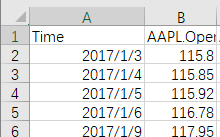 A B
1 Time AAPL.Oper
2 2017/1/3 115.8
3 2017/1/4 115.85
4 2017/1/5 115.92
5 2017/1/6 116.78
6 2017/1/9 117.95